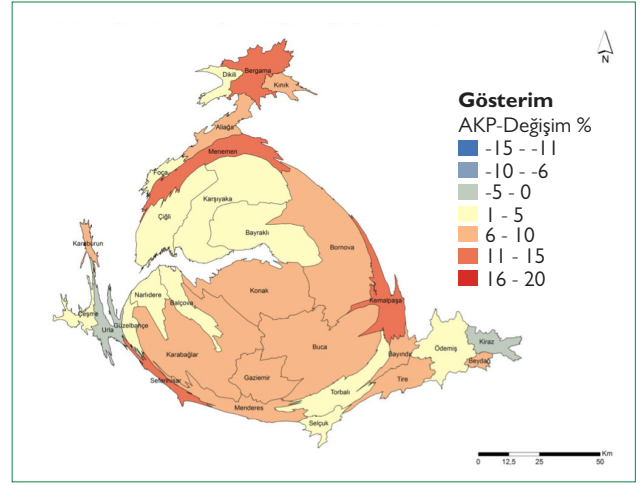 N
Gösterim
AKP-Değişim %
-15 - -11
-10 - -6
-5 - 0
1 - 5
6 - 10
11 - 15
16 - 20
Bergama
Dikili
Kınık
Aliağa
Menemen
Foça
Karşıyaka
Çiğli
Bayraklı
Bornova
Karaburun
Konak
Kemalpaşa
Narlıdere
Balçova
Çeşme
Güzelbahçe
Urla
Buca
Karabağlar
Bayındır
Ödemiş
Kiraz
Beydağ
Seferihisar
Gaziemir
Tire
Torbalı
Menderes
Selçuk
Km
0 12,5 25 50